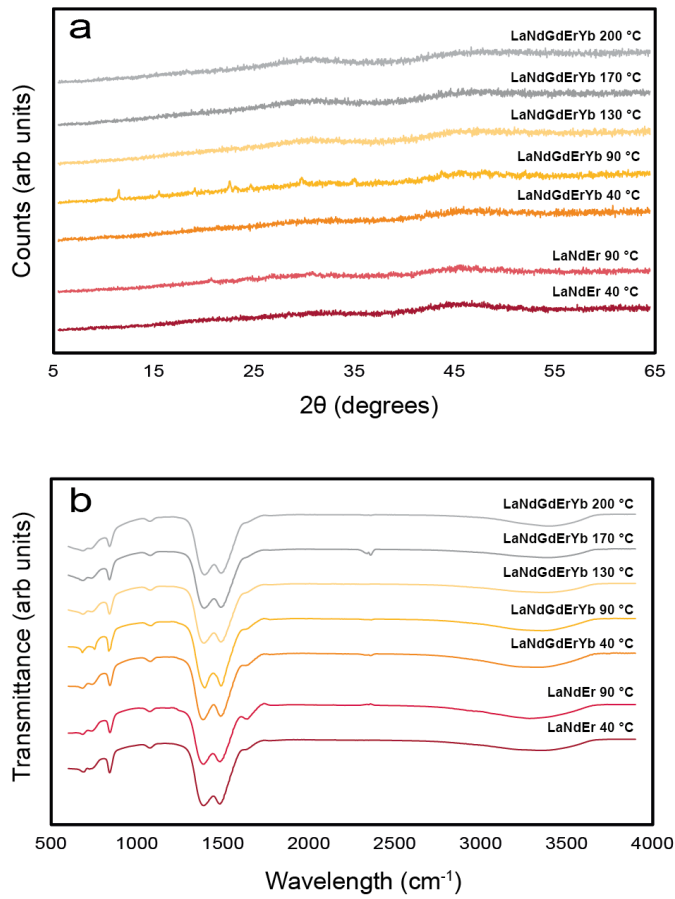 a
Counts (arb units)
LaNdGdErYb 200 °C
LaNdGdErYb 170 °C
LaNdGdErYb 130 °C
LaNdGdErYb 90 °C
LaNdGdErYb 40 °C
LaNdEr 90 °C
LaNdEr 40 °C
5 15 25 35 45 55 65
2θ (degrees)
b
Transmittance (arb units)
LaNdGdErYb 200 °C
LaNdGdErYb 170 °C
LaNdGdErYb 130 °C
LaNdGdErYb 90 °C
LaNdGdErYb 40 °C
LaNdEr 90 °C
LaNdEr 40 °C
500 1000 1500 2000 2500 3000 3500 4000
Wavelength (cm⁻¹)